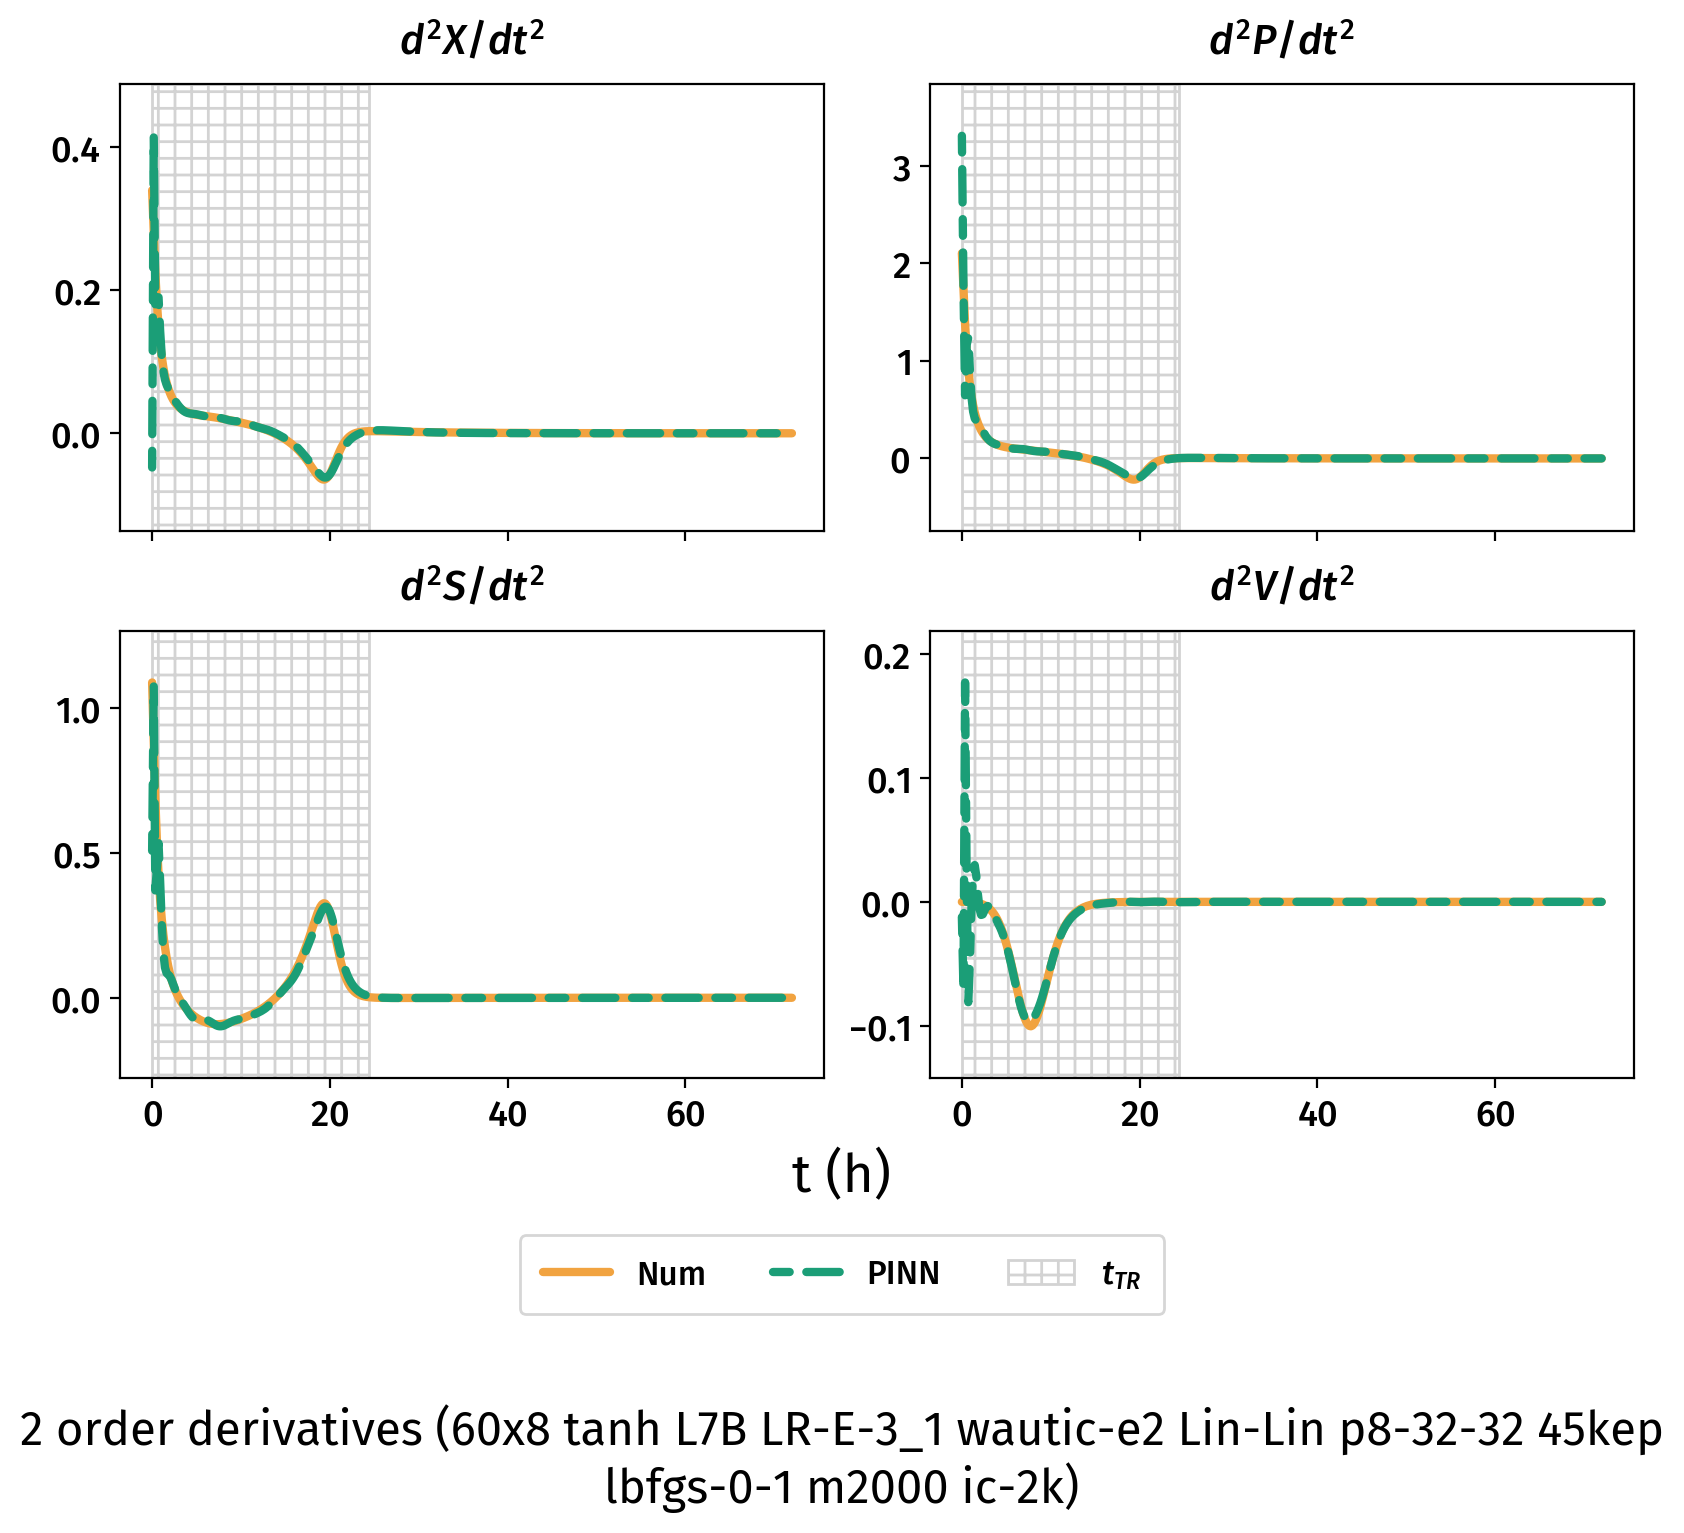 d²X/dt²
d²P/dt²
0.4
0.2
0.0
3
2
1
0
d²S/dt²
d²V/dt²
1.0
0.5
0.0
0.2
0.1
0.0
−0.1
0 20 40 60
0 20 40 60
t (h)
Num PINN t_TR
2 order derivatives (60x8 tanh L7B LR-E-3_1 wautic-e2 Lin-Lin p8-32-32 45kep
lbfgs-0-1 m2000 ic-2k)